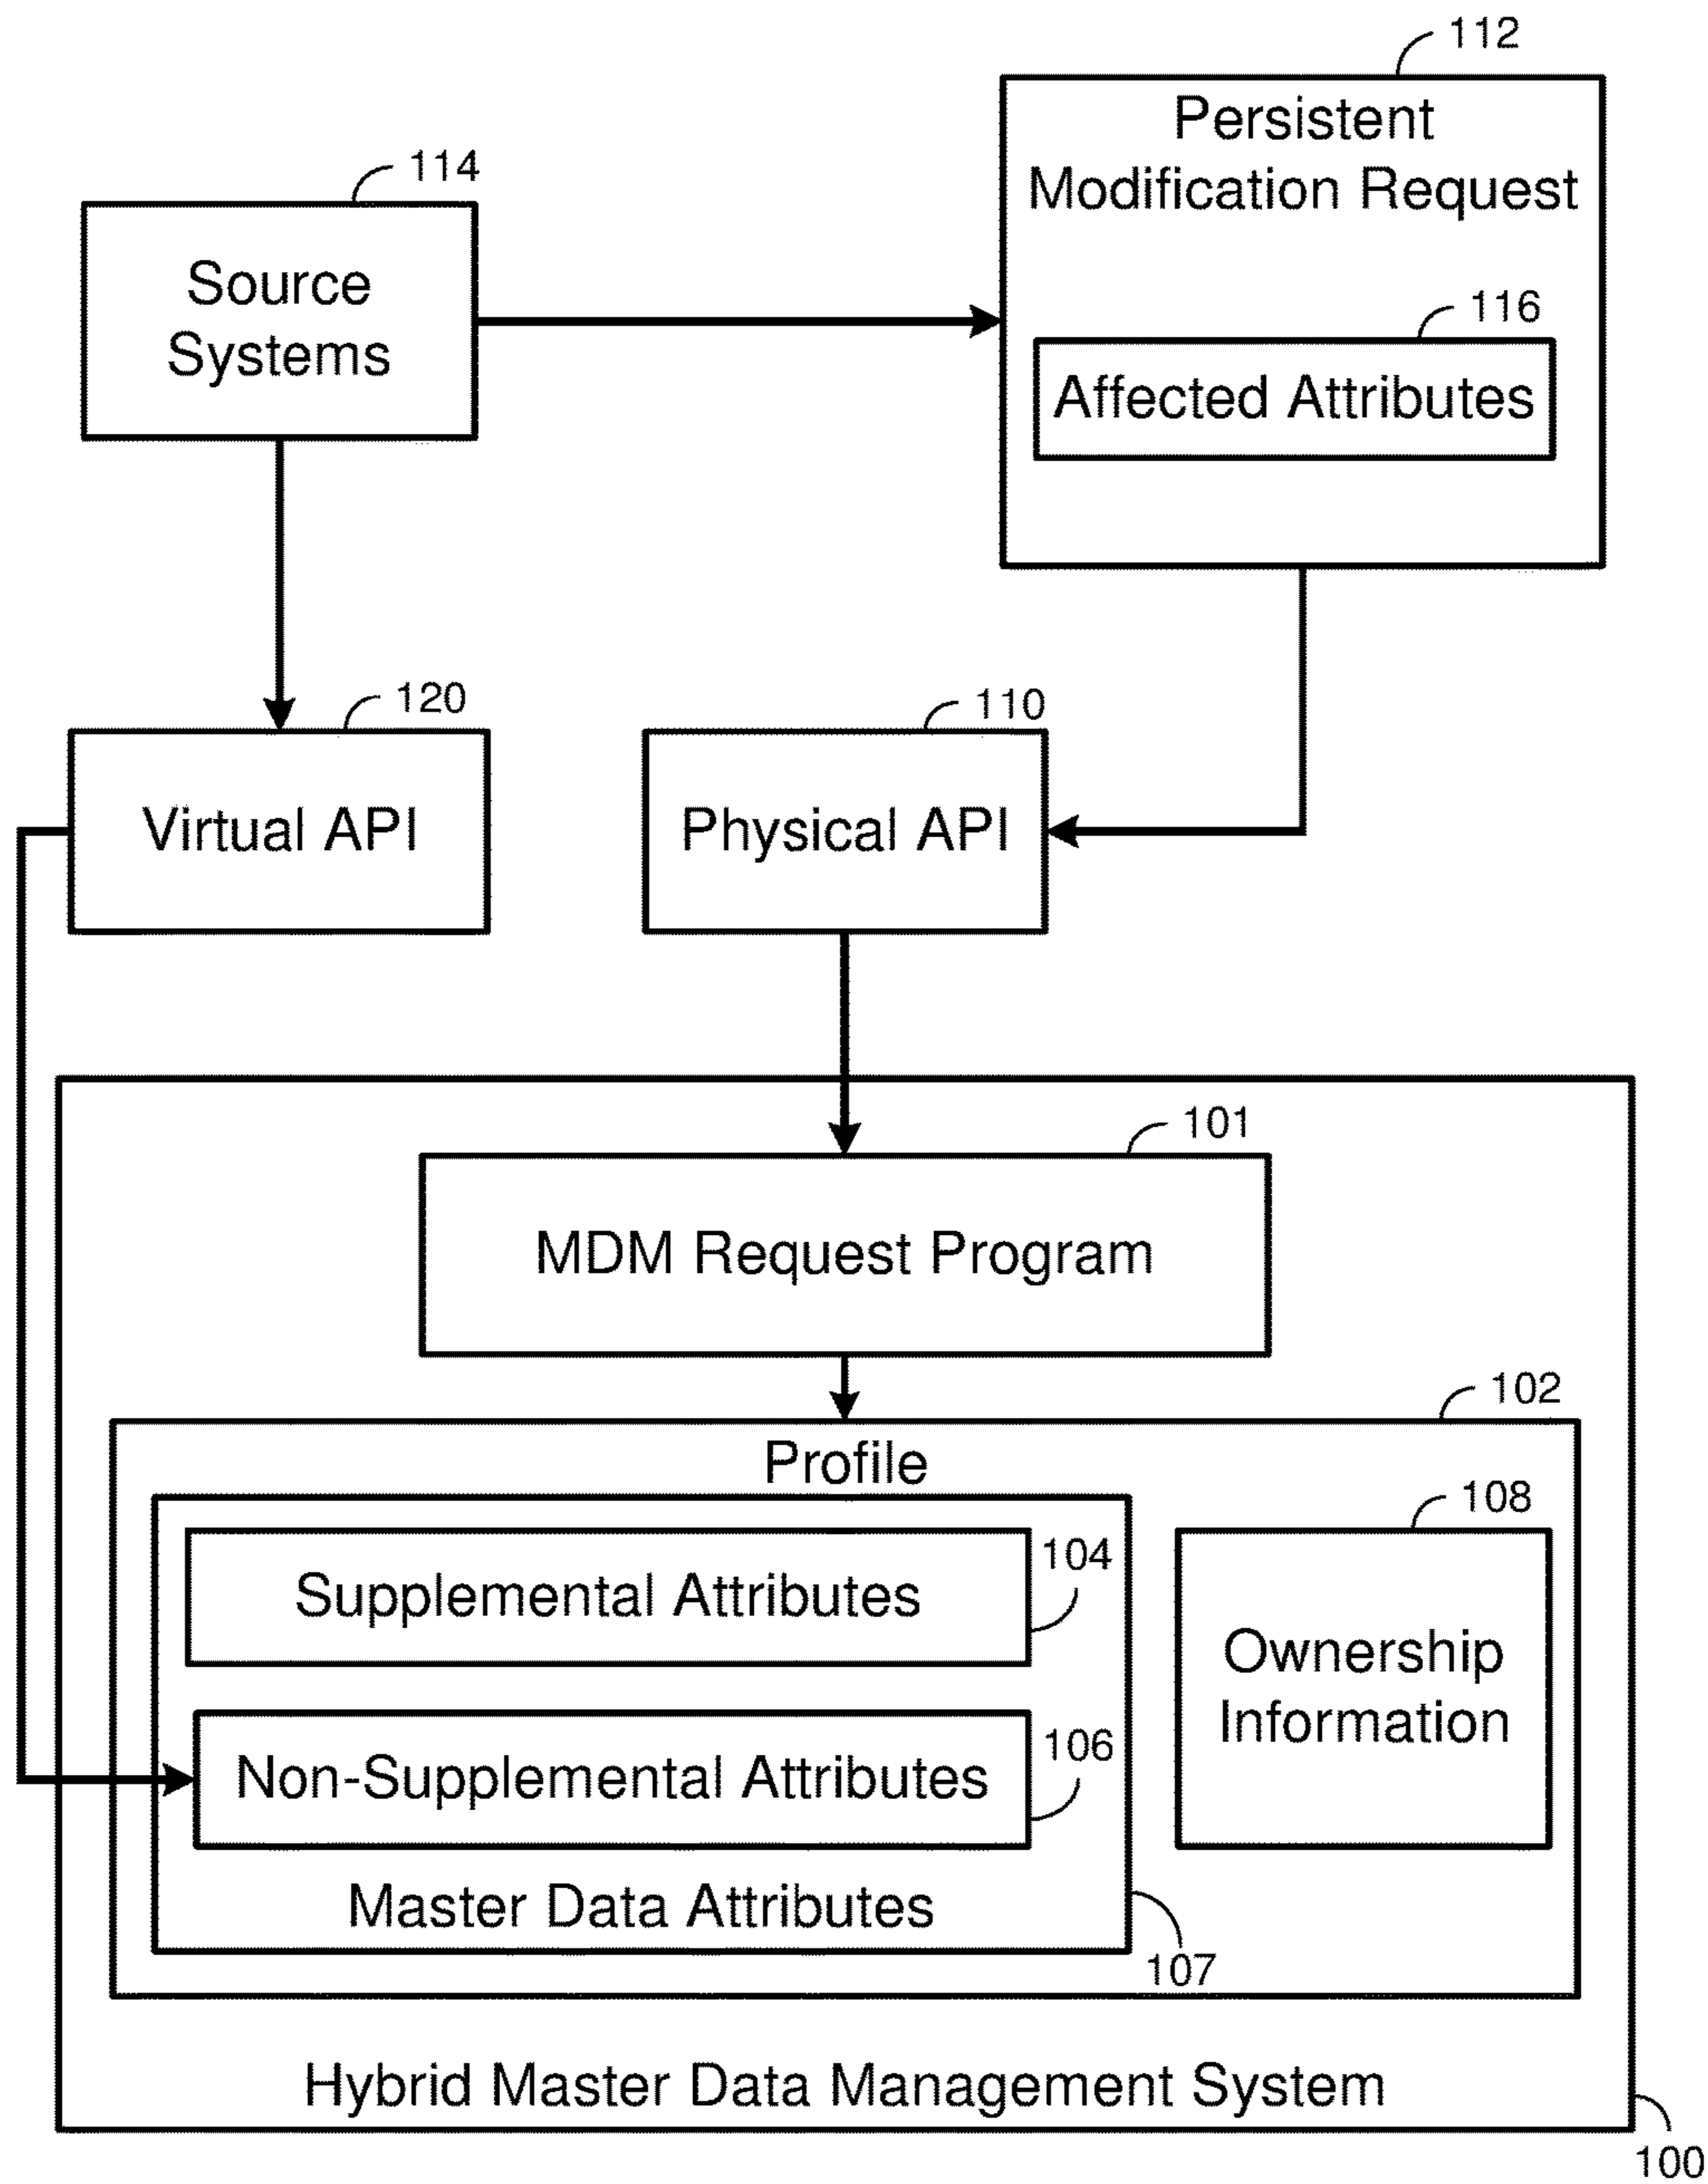 112
Persistent
Modification Request
114
Source
Systems
116
Affected Attributes
120
Virtual API
110
Physical API
101
MDM Request Program
102
Profile
108
104
Supplemental Attributes
Ownership
Information
106
Non-Supplemental Attributes
Master Data Attributes
107
Hybrid Master Data Management System
100